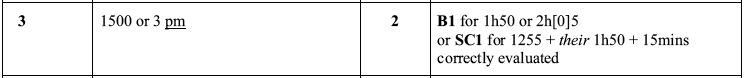 3 1500 or 3 pm 2 B1 for 1h50 or 2h[0]5
or SC1 for 1255 + their 1h50 + 15mins
correctly evaluated